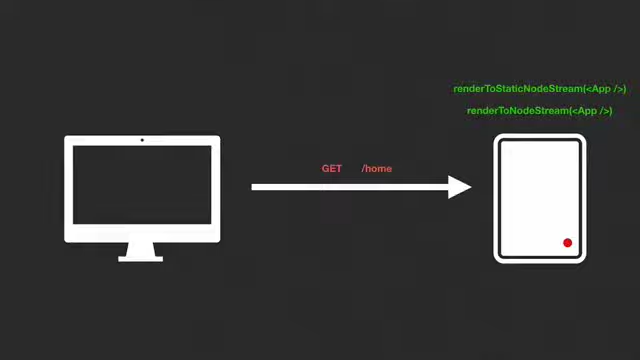 renderToStaticNodeStream(<App />)
renderToNodeStream(<App />)
GET /home